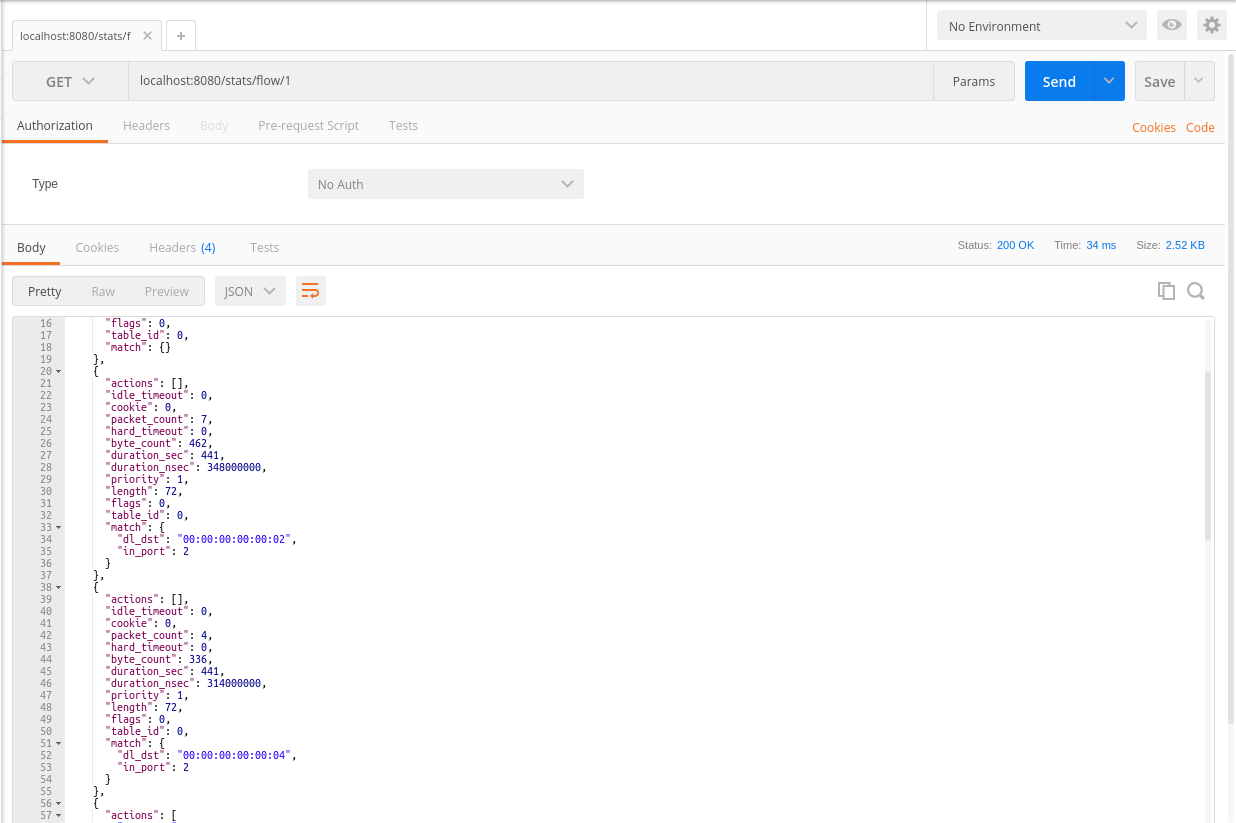 localhost:8080/stats/f
No Environment
GET
localhost:8080/stats/flow/1
Params
Send
Save
Authorization
Headers
Body
Pre-request Script
Tests
Cookies
Code
Type
No Auth
Body
Cookies
Headers (4)
Tests
Status: 200 OK
Time: 34 ms
Size: 2.52 KB
Pretty
Raw
Preview
JSON
16 "flags": 0,
17 "table_id": 0,
18 "match": {}
19 },
20 {
21 "actions": [],
22 "idle_timeout": 0,
23 "cookie": 0,
24 "packet_count": 7,
25 "hard_timeout": 0,
26 "byte_count": 462,
27 "duration_sec": 441,
28 "duration_nsec": 348000000,
29 "priority": 1,
30 "length": 72,
31 "flags": 0,
32 "table_id": 0,
33 "match": {
34 "dl_dst": "00:00:00:00:00:02",
35 "in_port": 2
36 }
37 },
38 {
39 "actions": [],
40 "idle_timeout": 0,
41 "cookie": 0,
42 "packet_count": 4,
43 "hard_timeout": 0,
44 "byte_count": 336,
45 "duration_sec": 441,
46 "duration_nsec": 314000000,
47 "priority": 1,
48 "length": 72,
49 "flags": 0,
50 "table_id": 0,
51 "match": {
52 "dl_dst": "00:00:00:00:00:04",
53 "in_port": 2
54 }
55 },
56 {
57 "actions": [